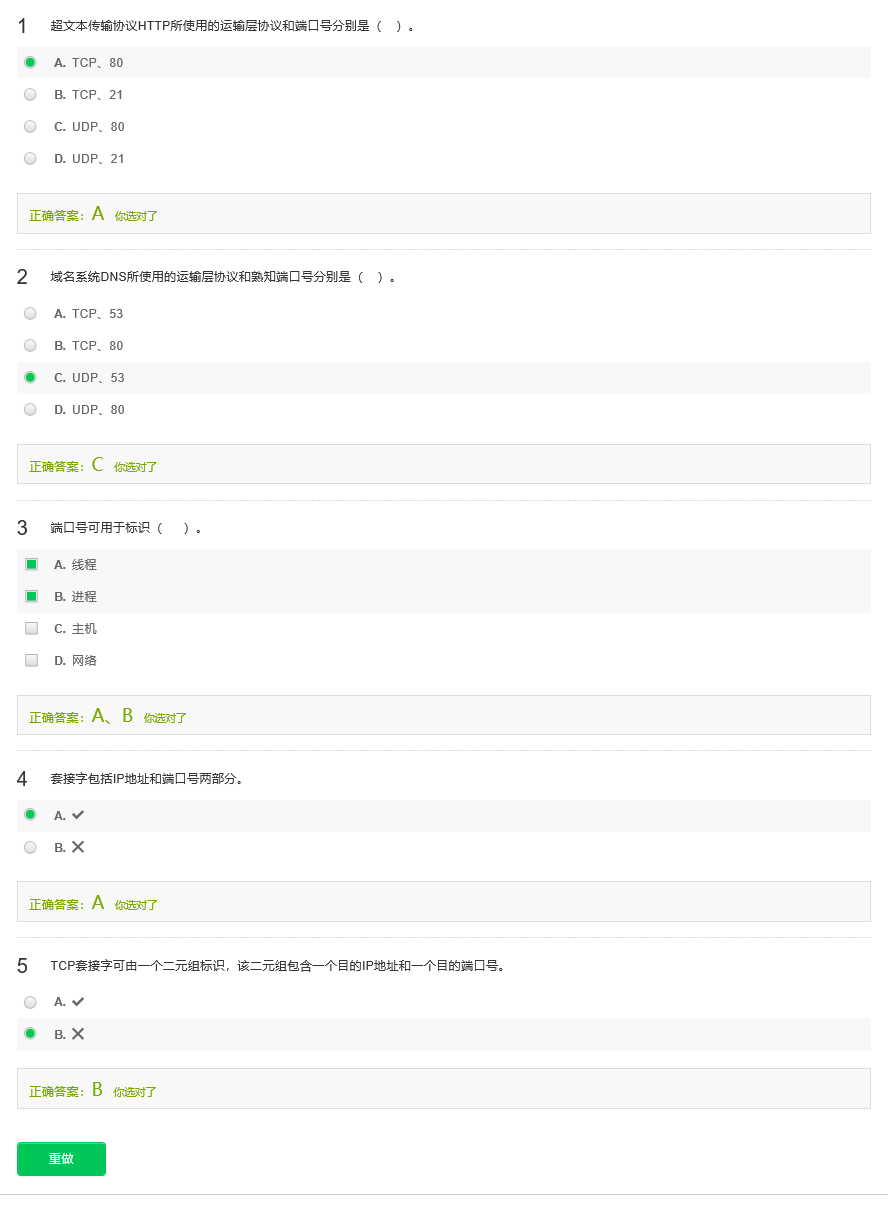 1 超文本传输协议HTTP所使用的运输层协议和端口号分别是（ ）。
A. TCP、80
B. TCP、21
C. UDP、80
D. UDP、21
正确答案：A 你选对了
2 域名系统DNS所使用的运输层协议和熟知端口号分别是（ ）。
A. TCP、53
B. TCP、80
C. UDP、53
D. UDP、80
正确答案：C 你选对了
3 端口号可用于标识（ ）。
A. 线程
B. 进程
C. 主机
D. 网络
正确答案：A、B 你选对了
4 套接字包括IP地址和端口号两部分。
A. ✔
B. ✕
正确答案：A 你选对了
5 TCP套接字可由一个二元组标识，该二元组包含一个目的IP地址和一个目的端口号。
A. ✔
B. ✕
正确答案：B 你选对了
重做